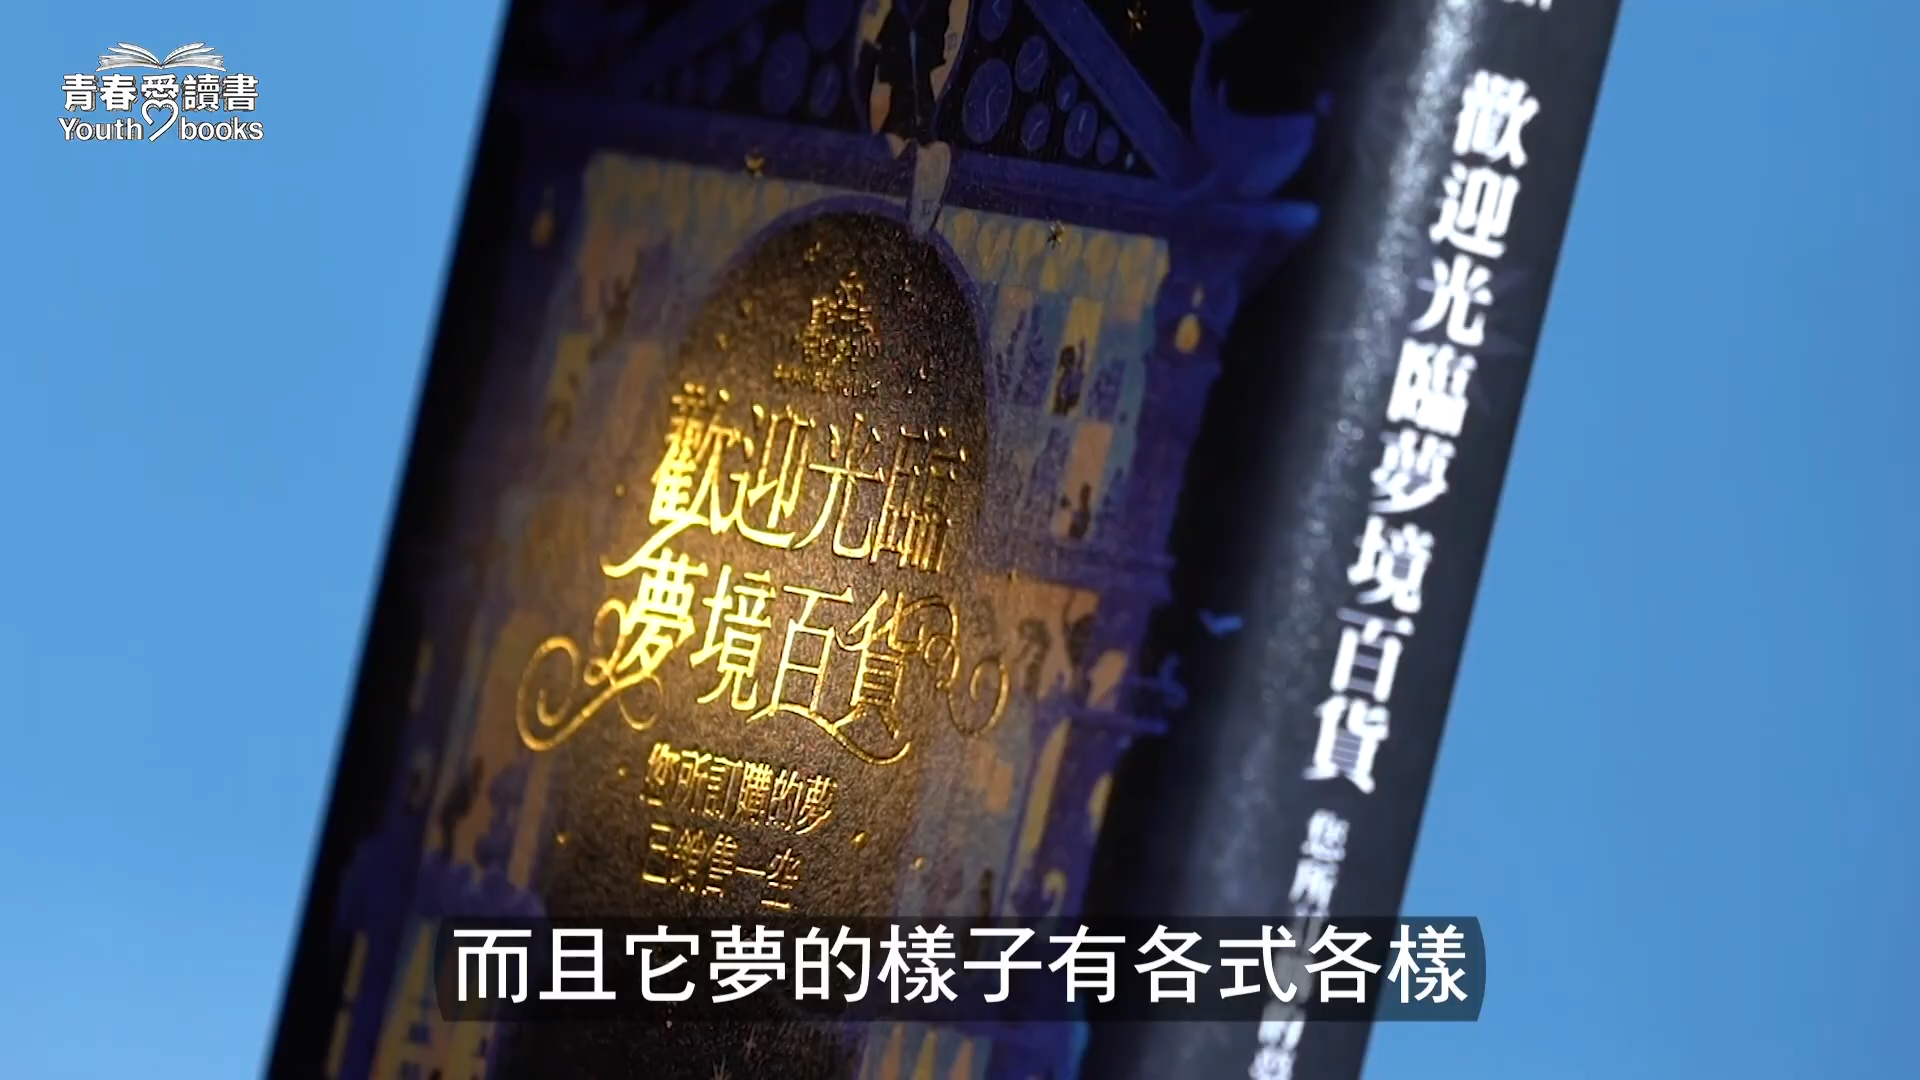 青春愛讀書
Youth books
歡迎光臨
夢境百貨
您所訂購的夢
已銷售一空
歡迎光臨夢境百貨
您所
而且它夢的樣子有各式各樣